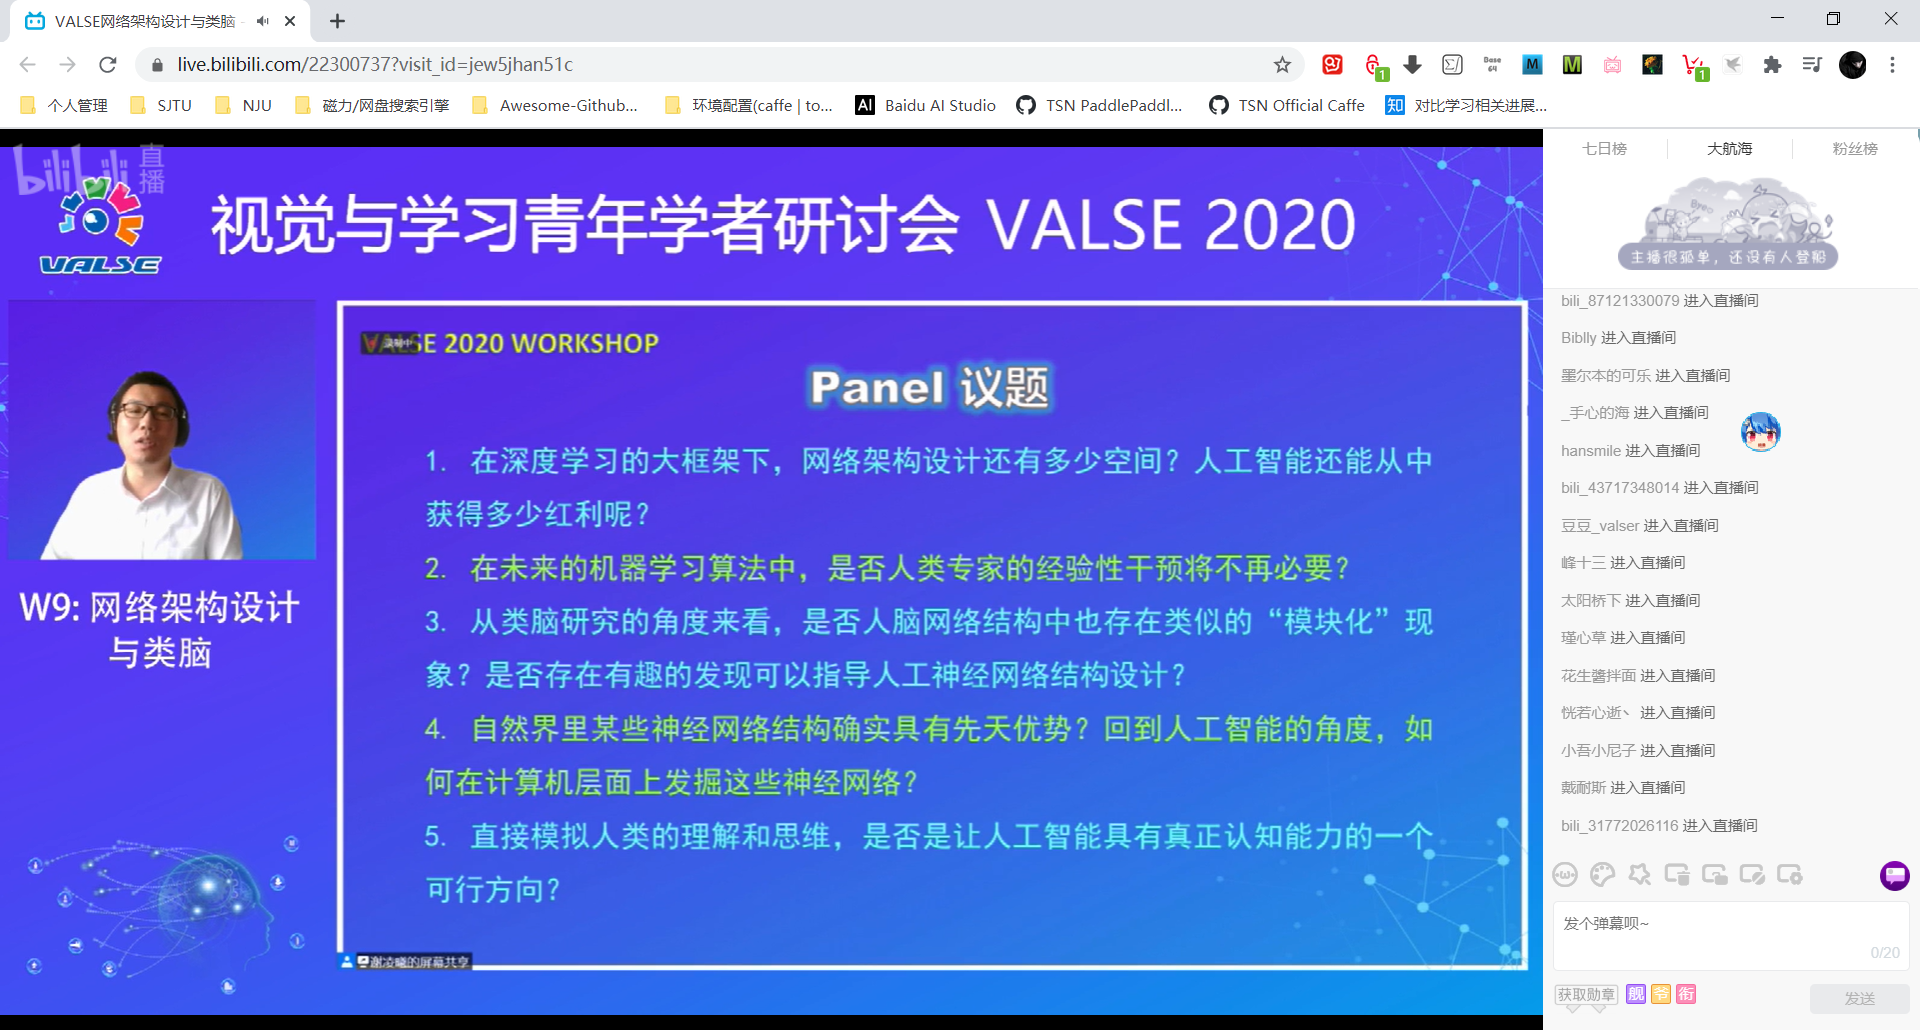 VALSE网络架构设计与类脑
live.bilibili.com/22300737?visit_id=jew5jhan51c
个人管理
SJTU
NJU
磁力/网盘搜索引擎
Awesome-Github...
环境配置(caffe | to...
Baidu AI Studio
TSN PaddlePaddl...
TSN Official Caffe
知
对比学习相关进展...
bilibili 直播
VALSE
视觉与学习青年学者研讨会 VALSE 2020
VALSE 2020 WORKSHOP
Panel 议题
1. 在深度学习的大框架下，网络架构设计还有多少空间？人工智能还能从中
获得多少红利呢？
2. 在未来的机器学习算法中，是否人类专家的经验性干预将不再必要？
3. 从类脑研究的角度来看，是否人脑网络结构中也存在类似的“模块化”现
象？是否存在有趣的发现可以指导人工神经网络结构设计？
4. 自然界里某些神经网络结构确实具有先天优势？回到人工智能的角度，如
何在计算机层面上发掘这些神经网络？
5. 直接模拟人类的理解和思维，是否是让人工智能具有真正认知能力的一个
可行方向？
谢凌曦的屏幕共享
W9: 网络架构设计
与类脑
七日榜
大航海
粉丝榜
主播很孤单，还没有人登船
bili_87121330079 进入直播间
Biblly 进入直播间
墨尔本的可乐 进入直播间
_手心的海 进入直播间
hansmile 进入直播间
bili_43717348014 进入直播间
豆豆_valser 进入直播间
峰十三 进入直播间
太阳桥下 进入直播间
瑾心草 进入直播间
花生酱拌面 进入直播间
恍若心逝丶 进入直播间
小吾小尼子 进入直播间
戴耐斯 进入直播间
bili_31772026116 进入直播间
发个弹幕呗~
0/20
获取勋章
舰
爷
衔
发送